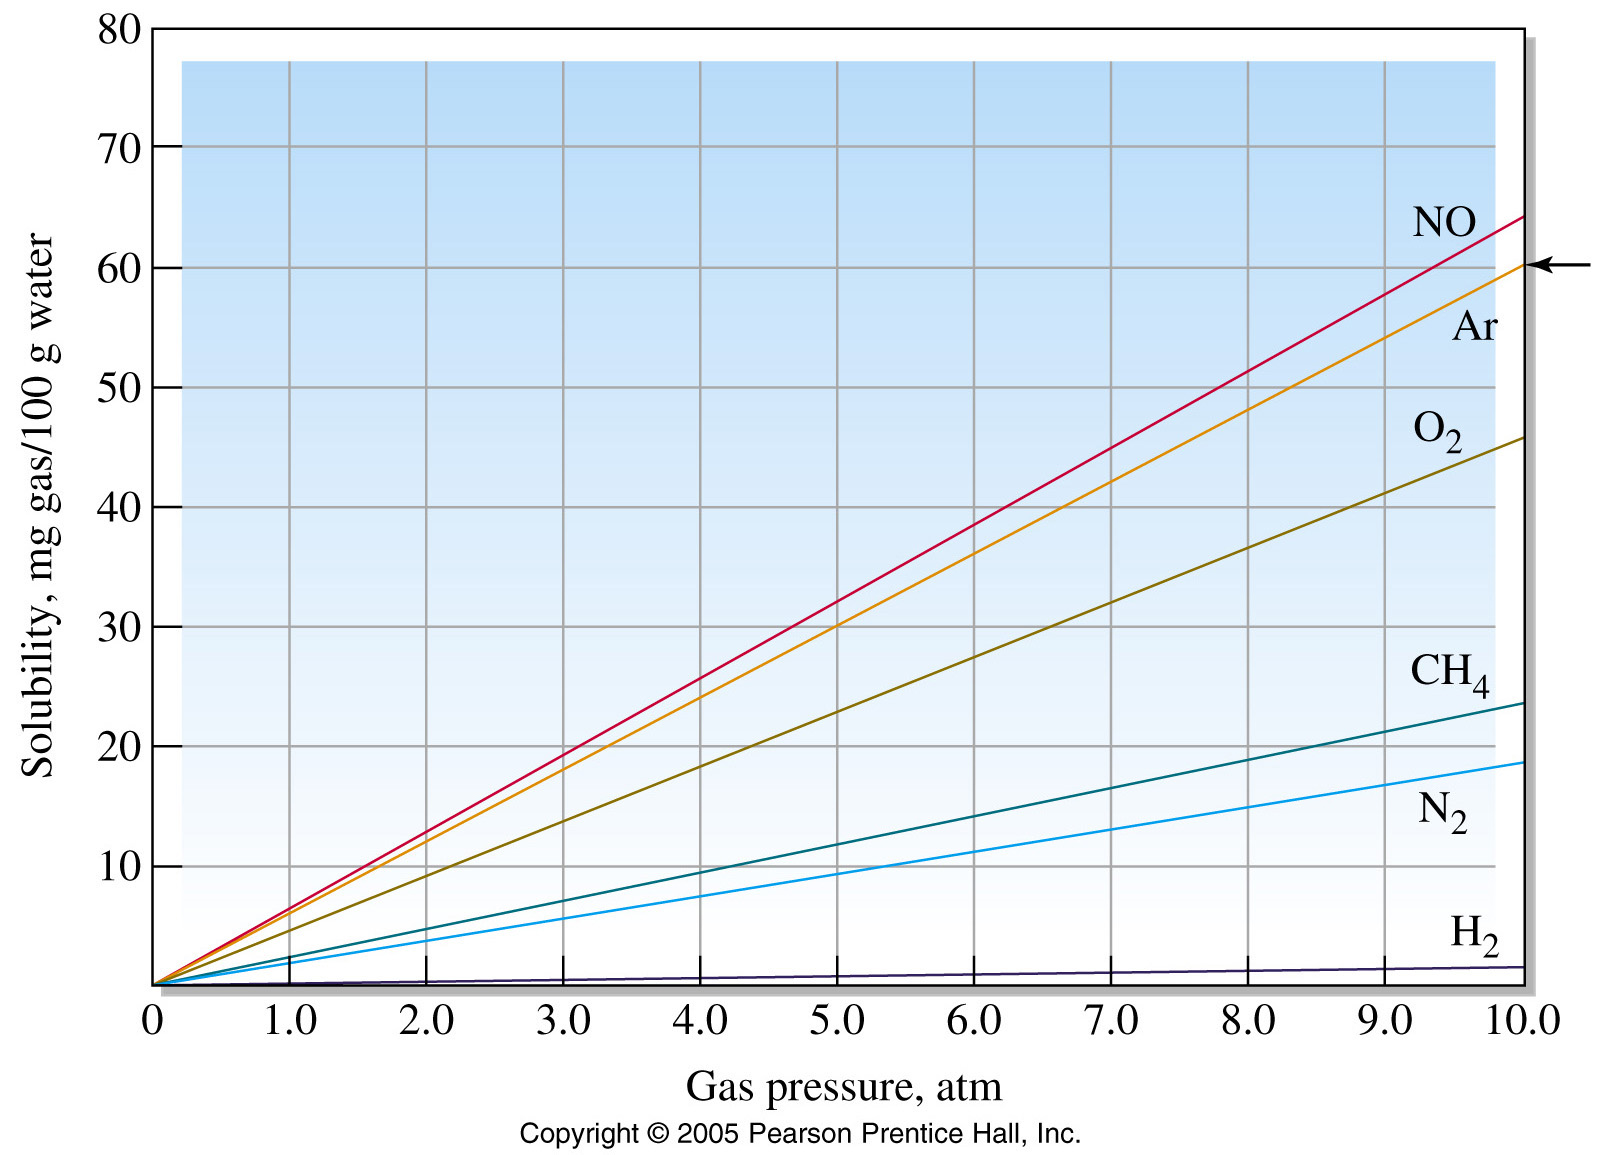 80
70
60
50
40
30
20
10
Solubility, mg gas/100 g water
NO
Ar
O2
CH4
N2
H2
0 1.0 2.0 3.0 4.0 5.0 6.0 7.0 8.0 9.0 10.0
Gas pressure, atm
Copyright © 2005 Pearson Prentice Hall, Inc.